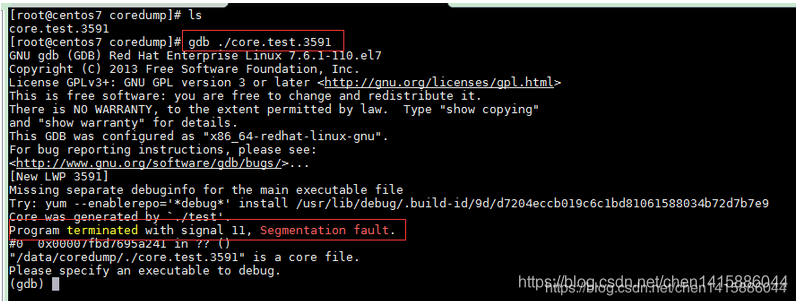 [root@centos7 coredump]# ls
core.test.3591
[root@centos7 coredump]# gdb ./core.test.3591
GNU gdb (GDB) Red Hat Enterprise Linux 7.6.1-110.el7
Copyright (C) 2013 Free Software Foundation, Inc.
License GPLv3+: GNU GPL version 3 or later <http://gnu.org/licenses/gpl.html>
This is free software: you are free to change and redistribute it.
There is NO WARRANTY, to the extent permitted by law.  Type "show copying"
and "show warranty" for details.
This GDB was configured as "x86_64-redhat-linux-gnu".
For bug reporting instructions, please see:
<http://www.gnu.org/software/gdb/bugs/>...
[New LWP 3591]
Missing separate debuginfo for the main executable file
Try: yum --enablerepo='*debug*' install /usr/lib/debug/.build-id/9d/d7204eccb019c6c1bd81061588034b72d7b7e9
Core was generated by `./test'.
Program terminated with signal 11, Segmentation fault.
#0  0x00007fbd7695a241 in ?? ()
"/data/coredump/./core.test.3591" is a core file.
Please specify an executable to debug.
(gdb)
https://blog.csdn.net/chen1415886044
https://blog.csdn.net/chen1415886044